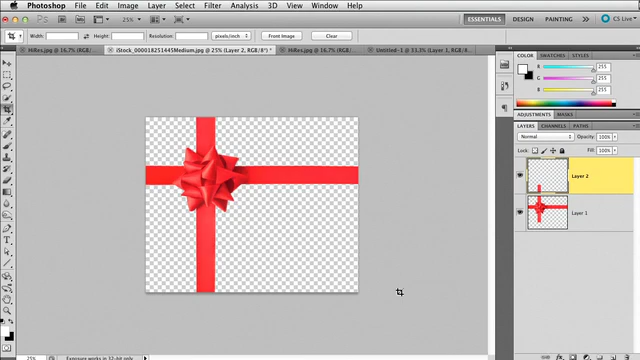 Photoshop File Edit Image Layer Select Filter Analysis 3D View Window Help
25% ESSENTIALS DESIGN PAINTING CS Live
Width: Height: Resolution: pixels/inch Front Image Clear
HiRes.jpg @ 16.7% (RGB/... iStock_000018251445Medium.jpg @ 25% (Layer 2, RGB/8*) * HiRes.jpg @ 16.7% (RGB/... Untitled-1 @ 33.3% (Layer 1, RGB/8...
COLOR SWATCHES STYLES
R 255
G 255
B 255
ADJUSTMENTS MASKS
LAYERS CHANNELS PATHS
Normal Opacity: 100%
Lock: Fill: 100%
Layer 2
Layer 1
25% Exposure works in 32-bit only